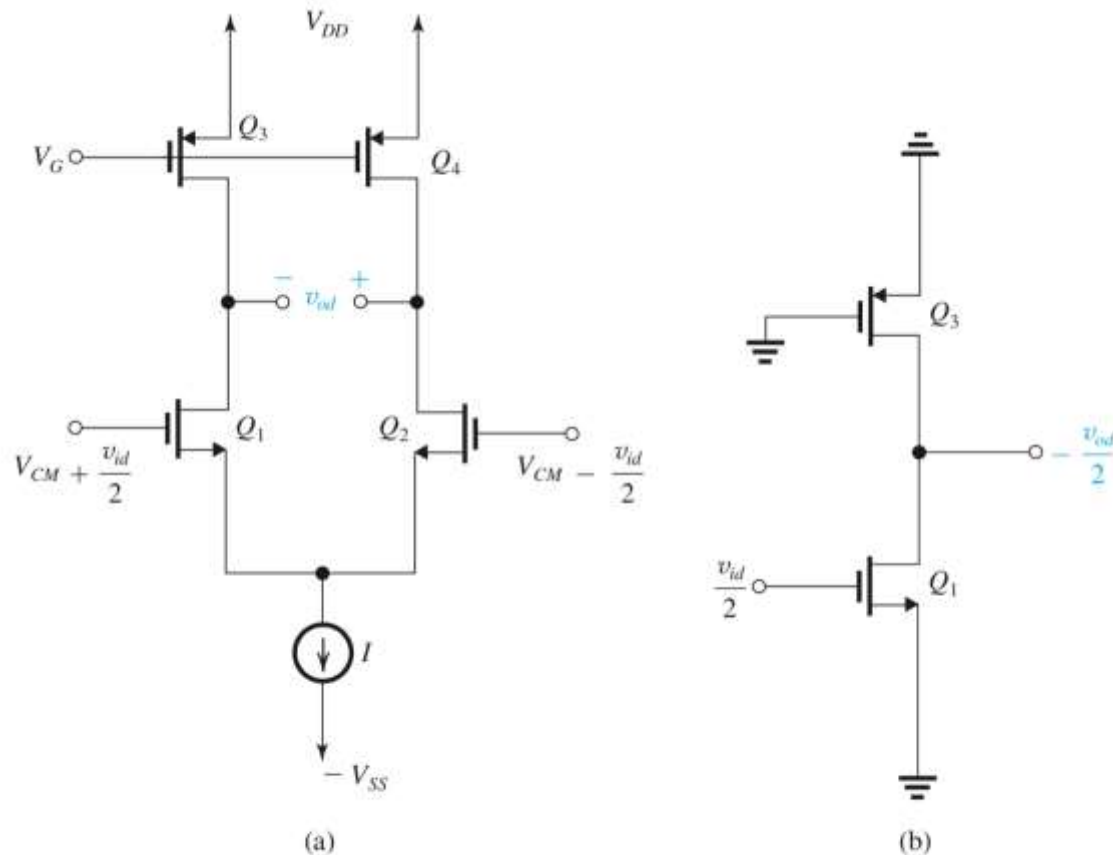 V_DD
Q_3
V_G
Q_4
− v_od +
Q_1
Q_2
V_CM + v_id/2
V_CM − v_id/2
I
− V_SS
(a)
Q_3
− v_od/2
v_id/2
Q_1
(b)